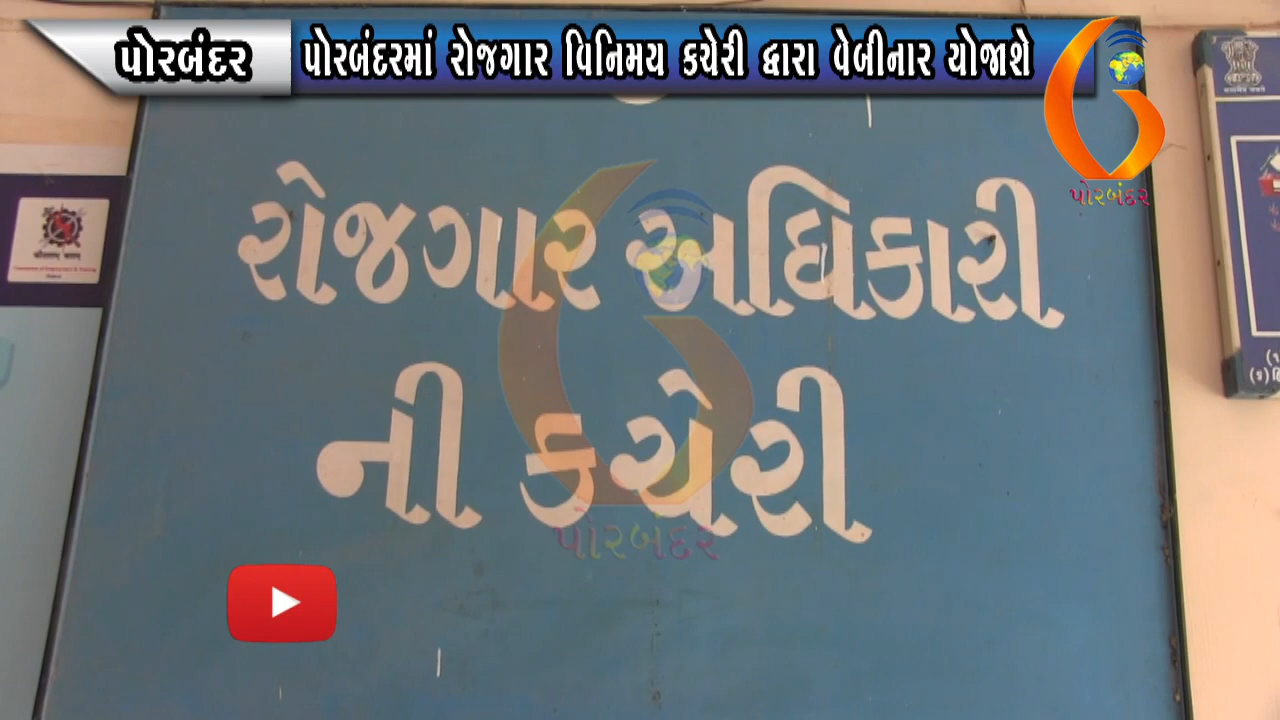 પોરબંદર
પોરબંદરમાં રોજગાર વિનિમય કચેરી દ્વારા વેબીનાર યોજાશે
પોરબંદર
રોજગાર અધિકારી
ની કચેરી
પોરબંદર